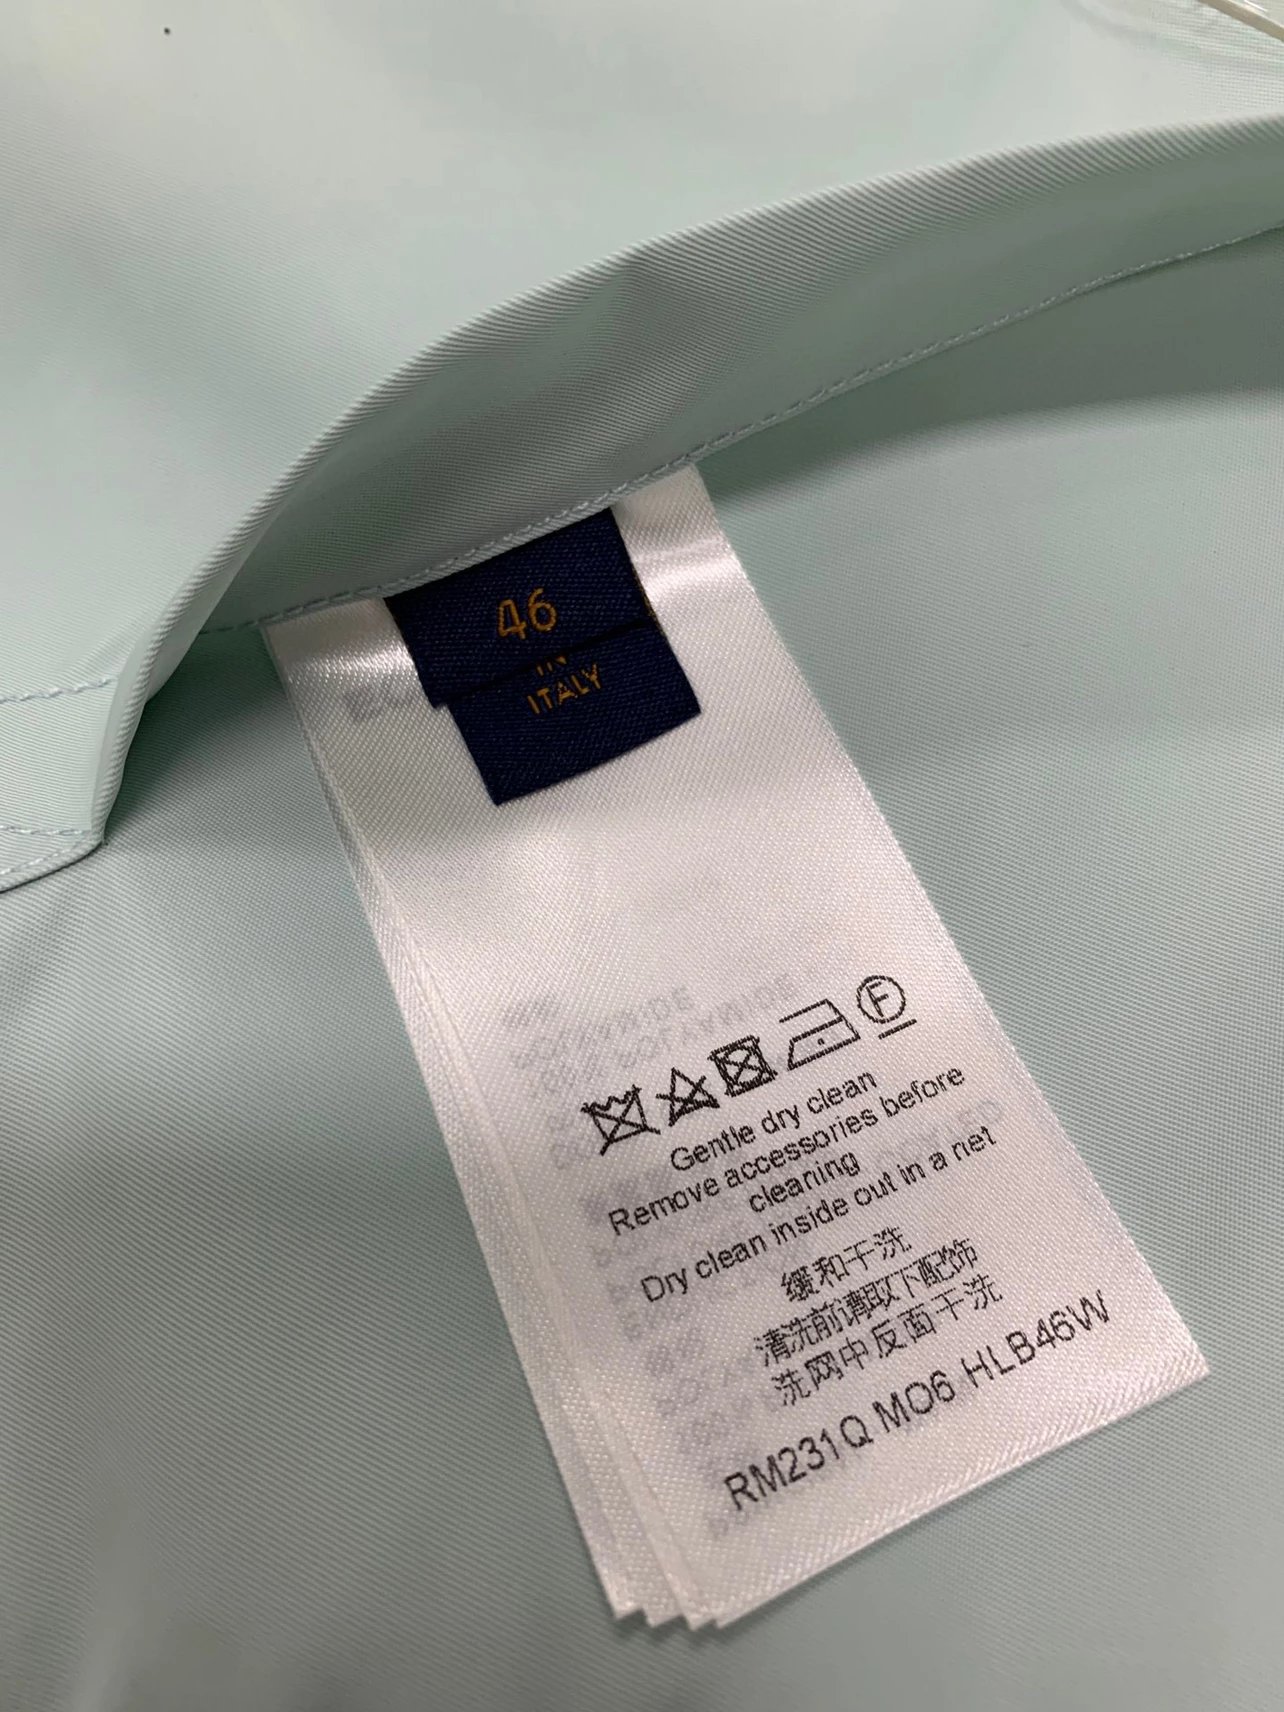 46
IN
ITALY
F
Gentle dry clean
Remove accessories before
cleaning
Dry clean inside out in a net
缓和干洗
清洗前请取下配饰
洗网中反面干洗
RM231Q MO6 HLB46W